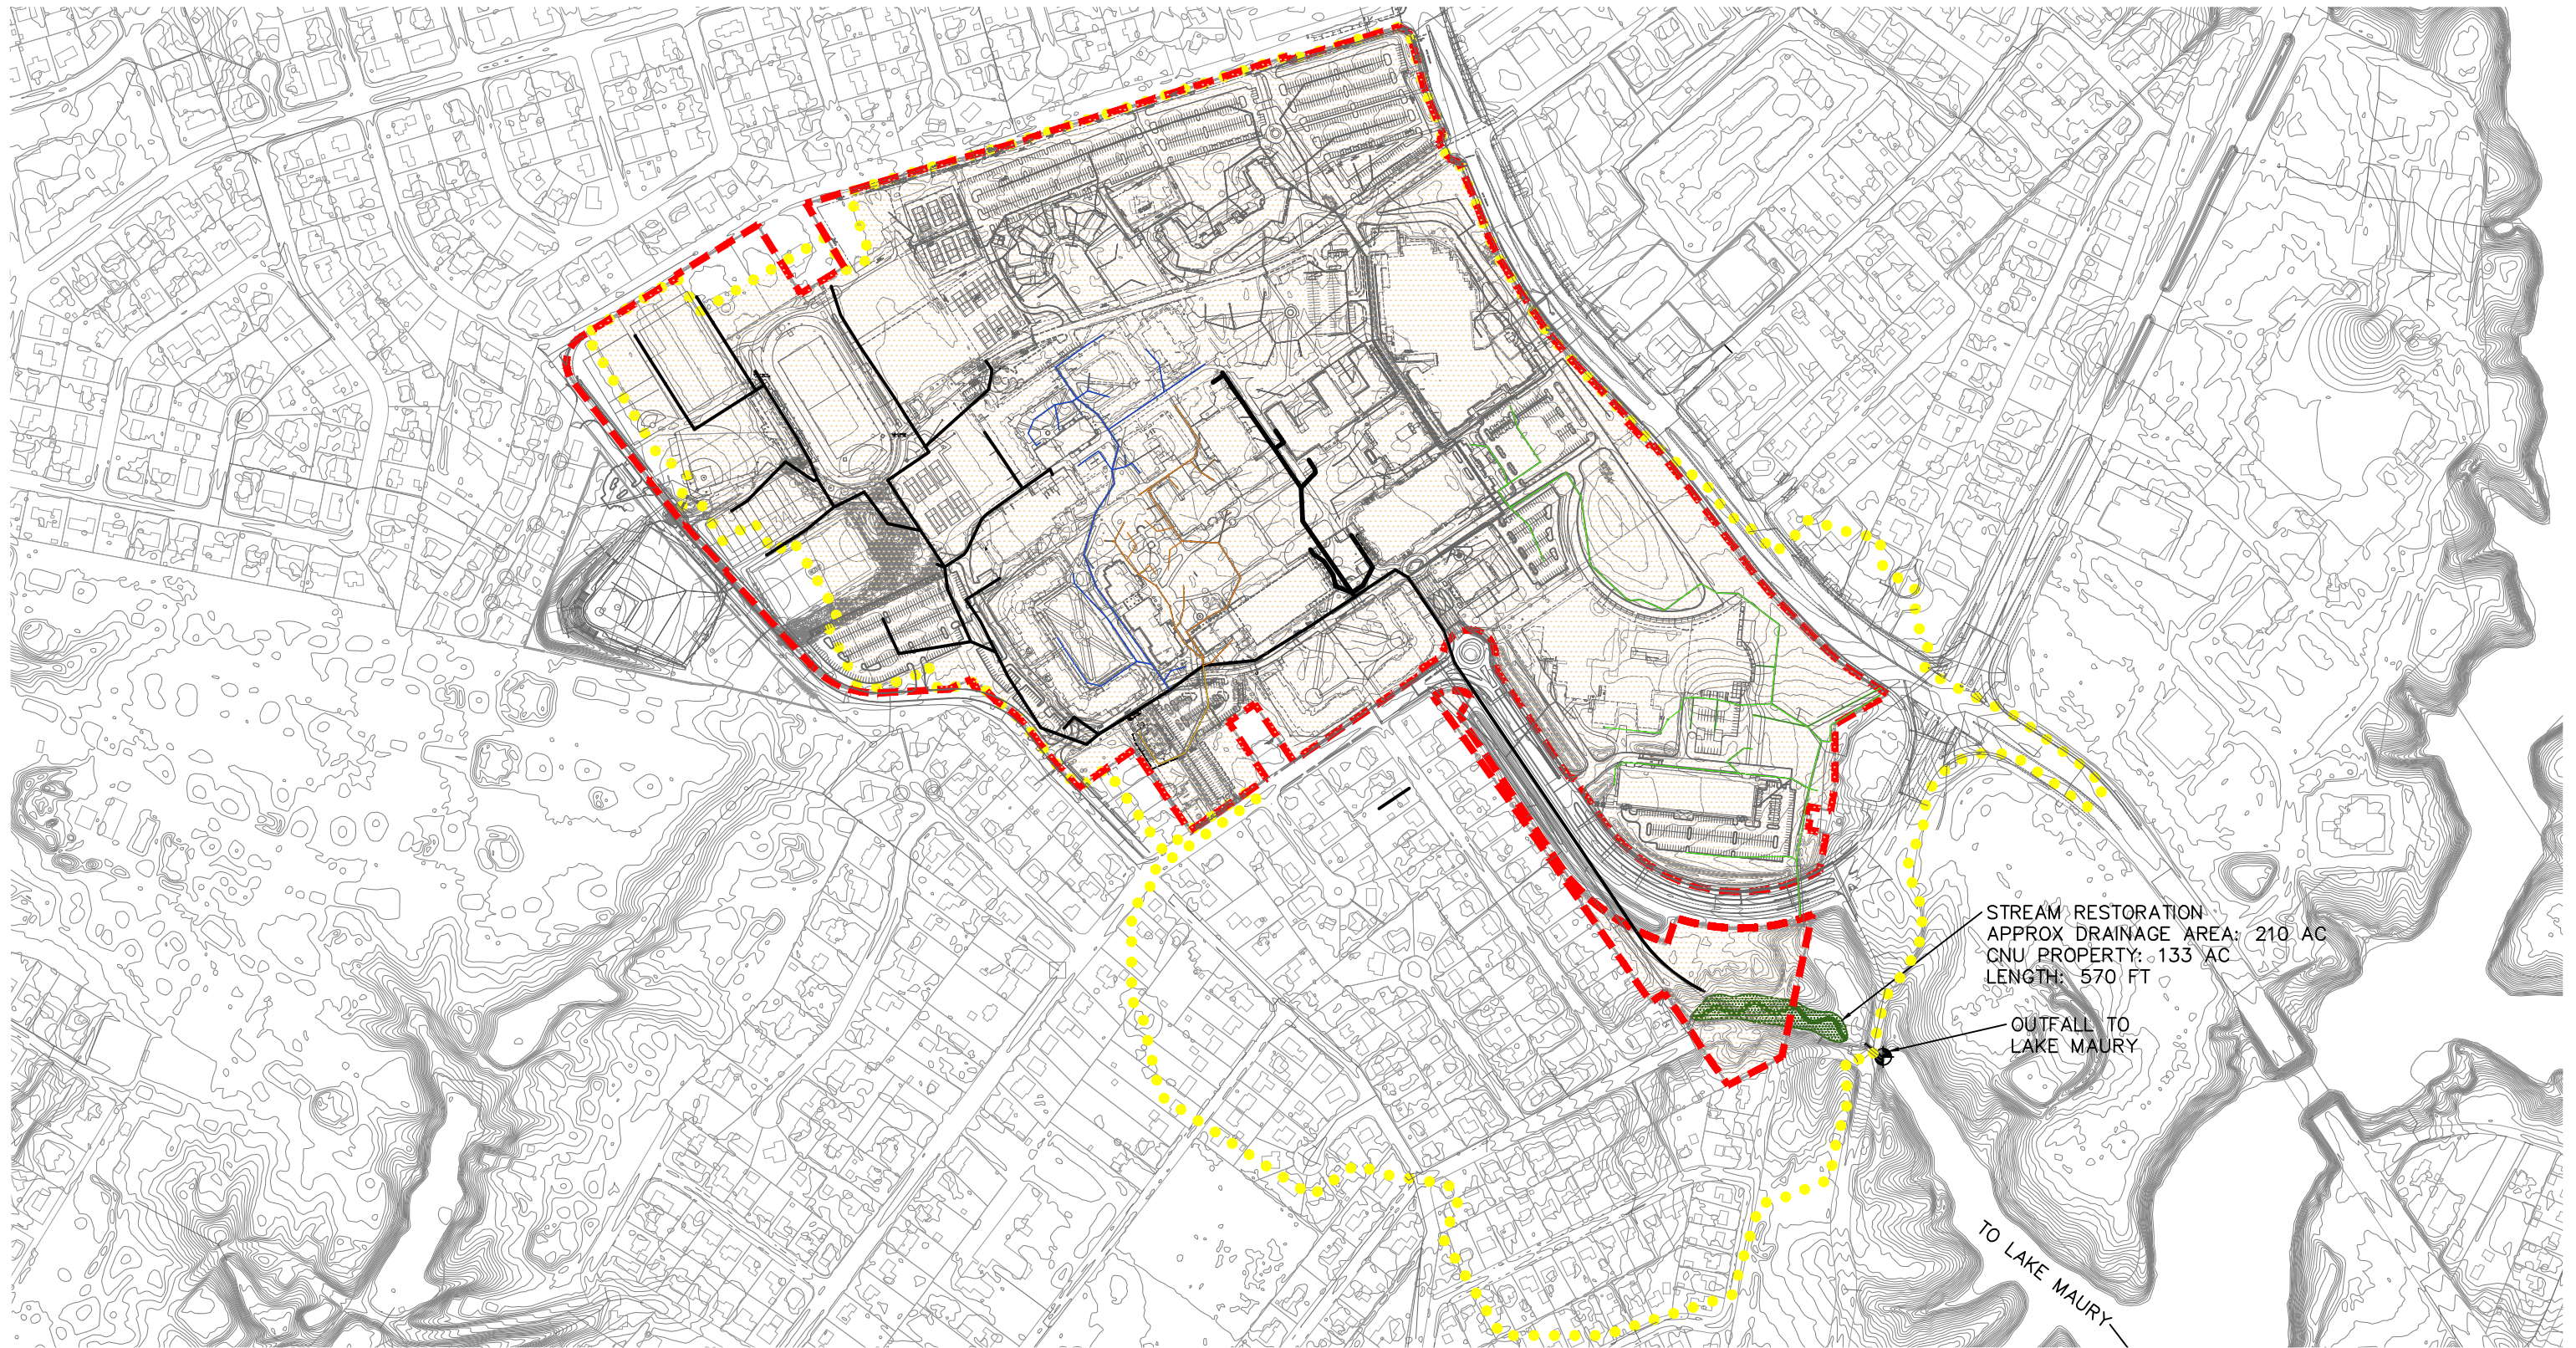 STREAM RESTORATION
APPROX DRAINAGE AREA: 210 AC
CNU PROPERTY: 133 AC
LENGTH: 570 FT
OUTFALL TO
LAKE MAURY
TO LAKE MAURY